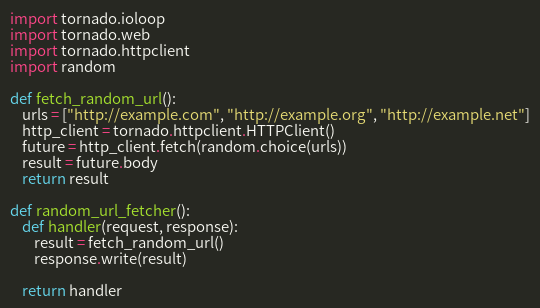 import tornado.ioloop
import tornado.web
import tornado.httpclient
import random

def fetch_random_url():
    urls = ["http://example.com", "http://example.org", "http://example.net"]
    http_client = tornado.httpclient.HTTPClient()
    future = http_client.fetch(random.choice(urls))
    result = future.body
    return result

def random_url_fetcher():
    def handler(request, response):
        result = fetch_random_url()
        response.write(result)

    return handler